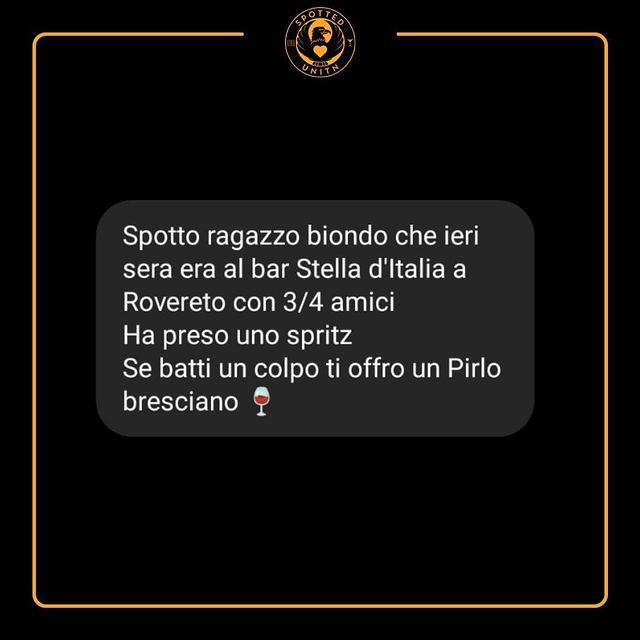 SPOTTED
UNITN
Spotto ragazzo biondo che ieri
sera era al bar Stella d'Italia a
Rovereto con 3/4 amici
Ha preso uno spritz
Se batti un colpo ti offro un Pirlo
bresciano 🍷